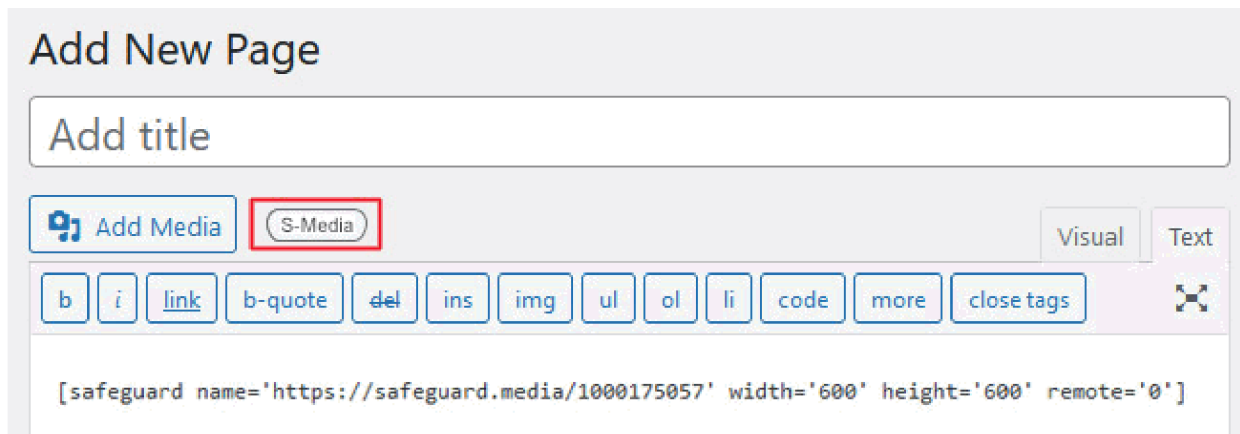 Add New Page
Add title
Add Media S-Media Visual Text
b i link b-quote del ins img ul ol li code more close tags
[safeguard name='https://safeguard.media/1000175057' width='600' height='600' remote='0']